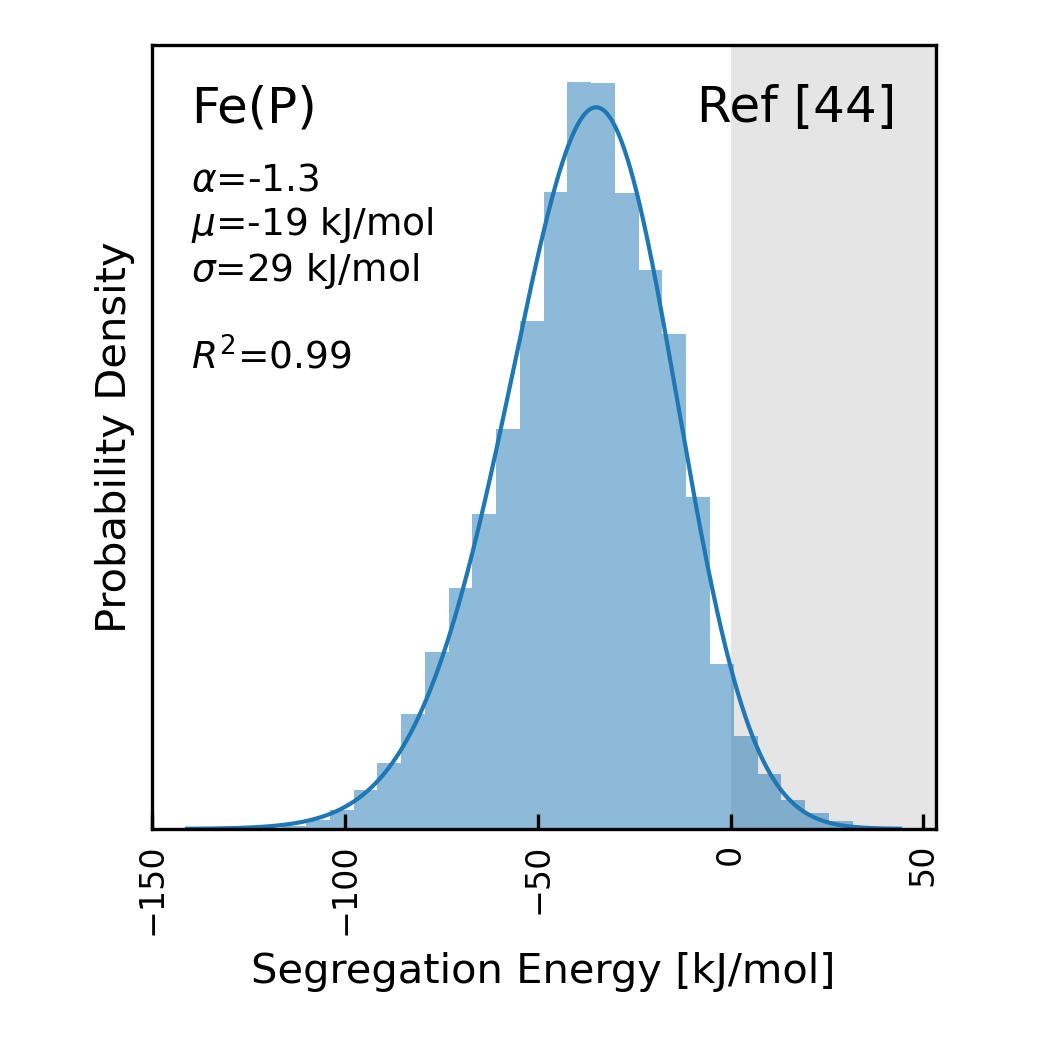 Fe(P)
Ref [44]
α=-1.3
μ=-19 kJ/mol
σ=29 kJ/mol
R²=0.99
Probability Density
−150
−100
−50
0
50
Segregation Energy [kJ/mol]